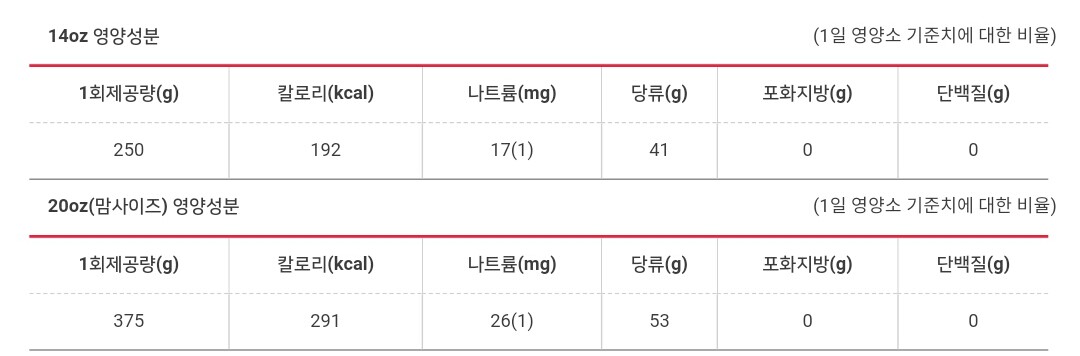 14oz 영양성분 (1일 영양소 기준치에 대한 비율)
1회제공량(g) 칼로리(kcal) 나트륨(mg) 당류(g) 포화지방(g) 단백질(g)
250 192 17(1) 41 0 0
20oz(맘사이즈) 영양성분 (1일 영양소 기준치에 대한 비율)
1회제공량(g) 칼로리(kcal) 나트륨(mg) 당류(g) 포화지방(g) 단백질(g)
375 291 26(1) 53 0 0